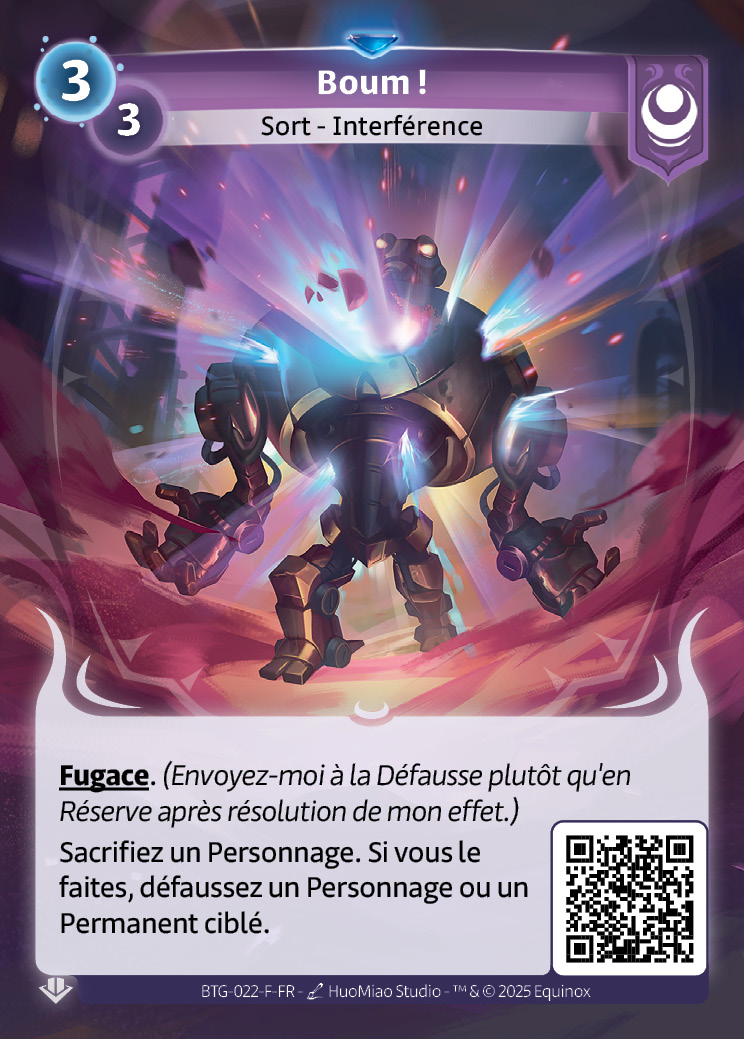 3
Boum !
3
Sort - Interférence
Fugace. (Envoyez-moi à la Défausse plutôt qu'en
Réserve après résolution de mon effet.)
Sacrifiez un Personnage. Si vous le
faites, défaussez un Personnage ou un
Permanent ciblé.
BTG-022-F-FR - HuoMiao Studio - ™ & © 2025 Equinox